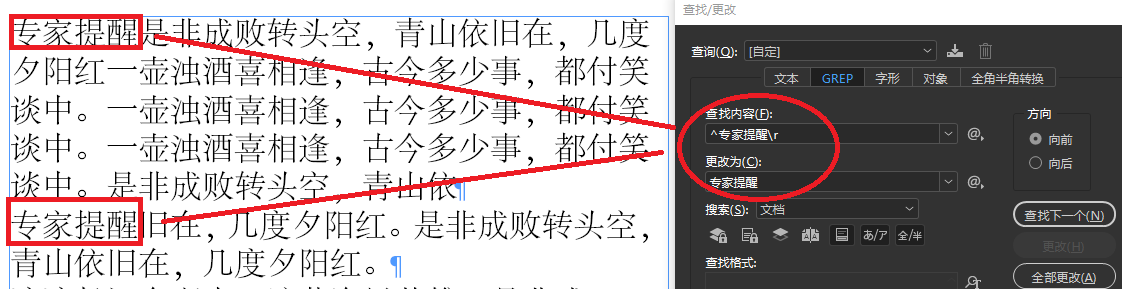 专家提醒是非成败转头空，青山依旧在，几度
夕阳红一壶浊酒喜相逢，古今多少事，都付笑
谈中。一壶浊酒喜相逢，古今多少事，都付笑
谈中。一壶浊酒喜相逢，古今多少事，都付笑
谈中。是非成败转头空，青山依¶
专家提醒旧在，几度夕阳红。是非成败转头空，
青山依旧在，几度夕阳红。¶
查找/更改
查询(Q): [自定]
文本 GREP 字形 对象 全角半角转换
查找内容(F):
^专家提醒\r
更改为(C):
专家提醒
搜索(S): 文档
あ/ア 全/半
查找格式:
方向
向前
向后
查找下一个(N)
更改(H)
全部更改(A)